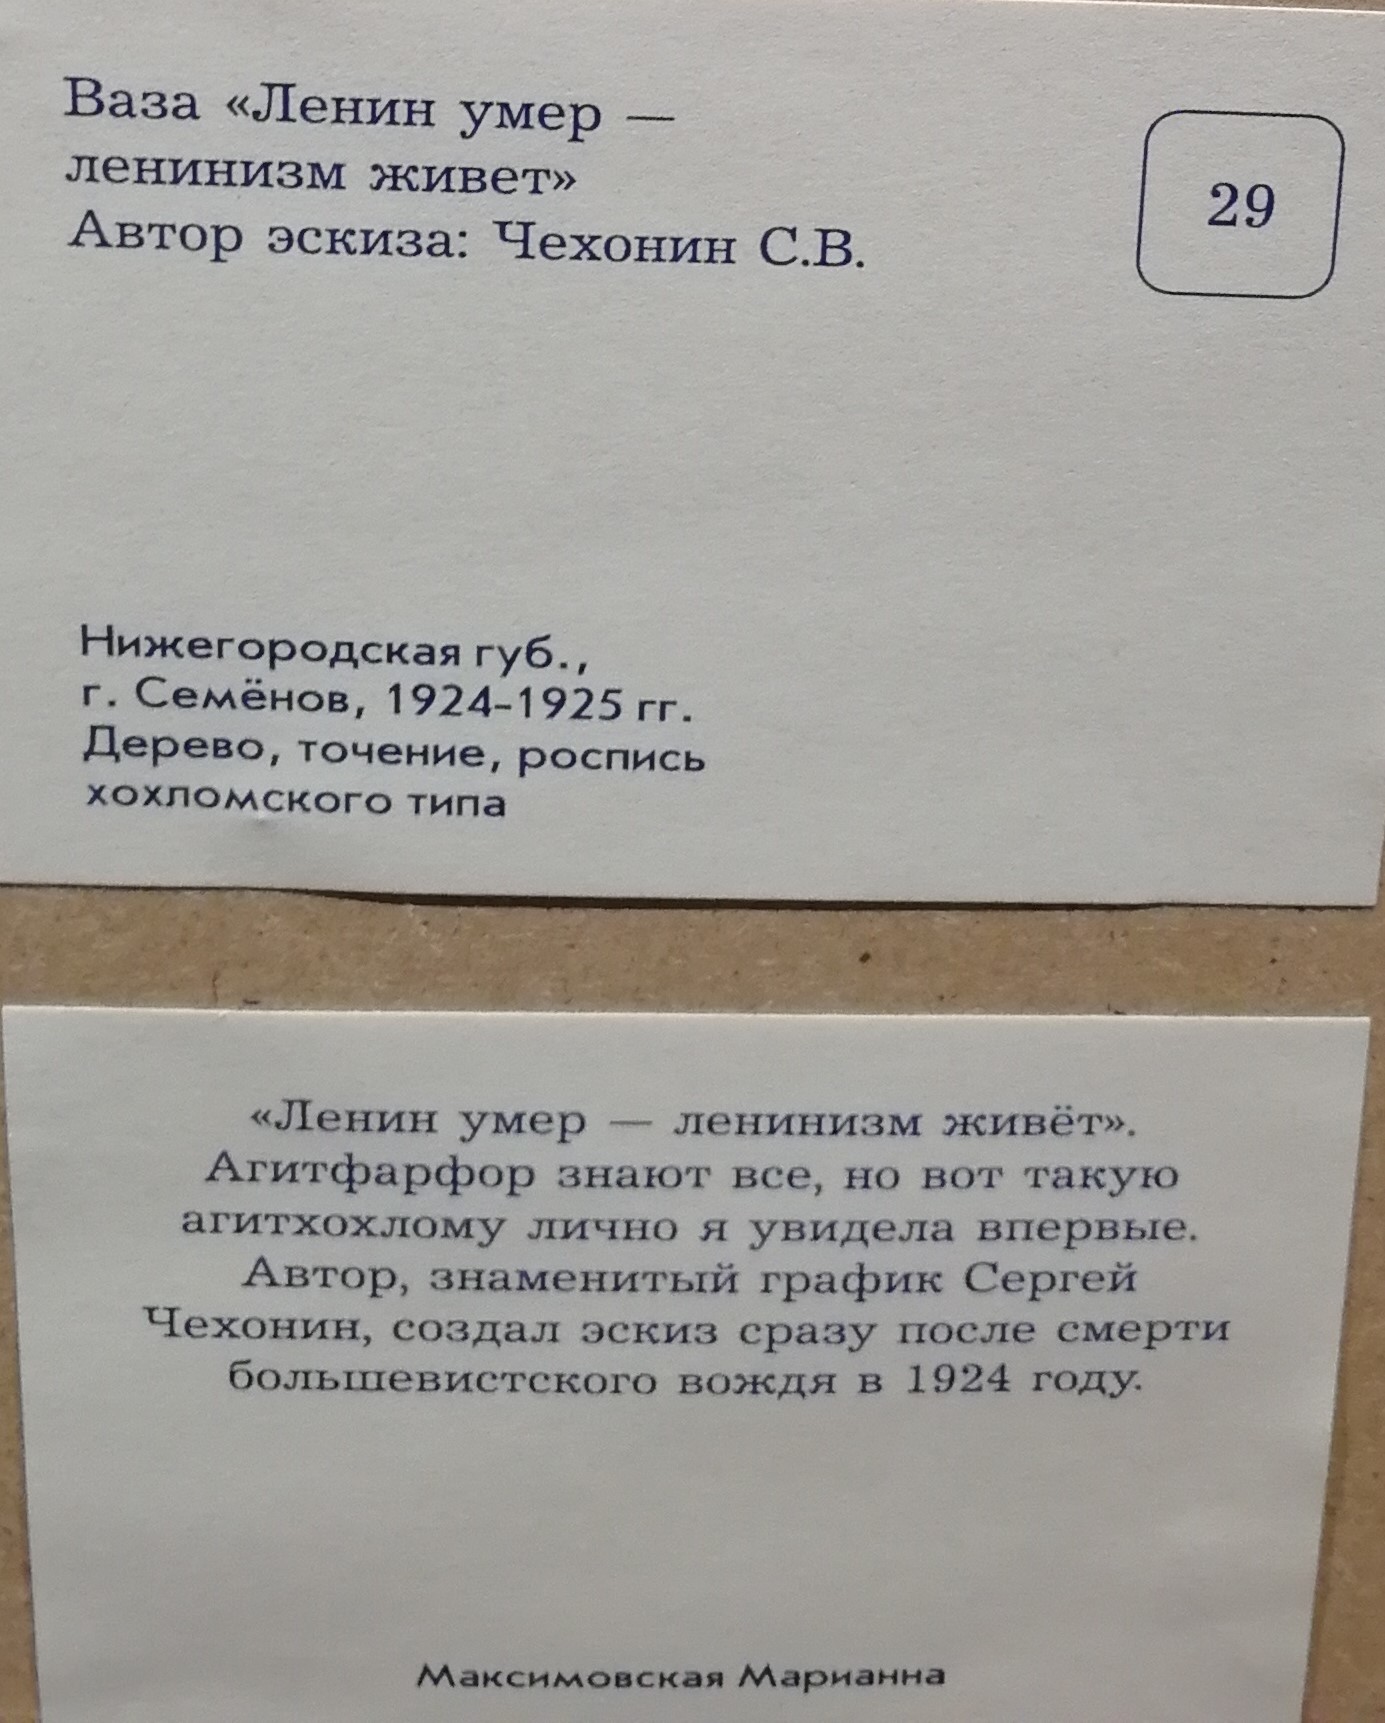 Ваза «Ленин умер —
ленинизм живет»
Автор эскиза: Чехонин С.В.
29
Нижегородская губ.,
г. Семёнов, 1924–1925 гг.
Дерево, точение, роспись
хохломского типа
«Ленин умер — ленинизм живёт».
Агитфарфор знают все, но вот такую
агитхохлому лично я увидела впервые.
Автор, знаменитый график Сергей
Чехонин, создал эскиз сразу после смерти
большевистского вождя в 1924 году.
Максимовская Марианна